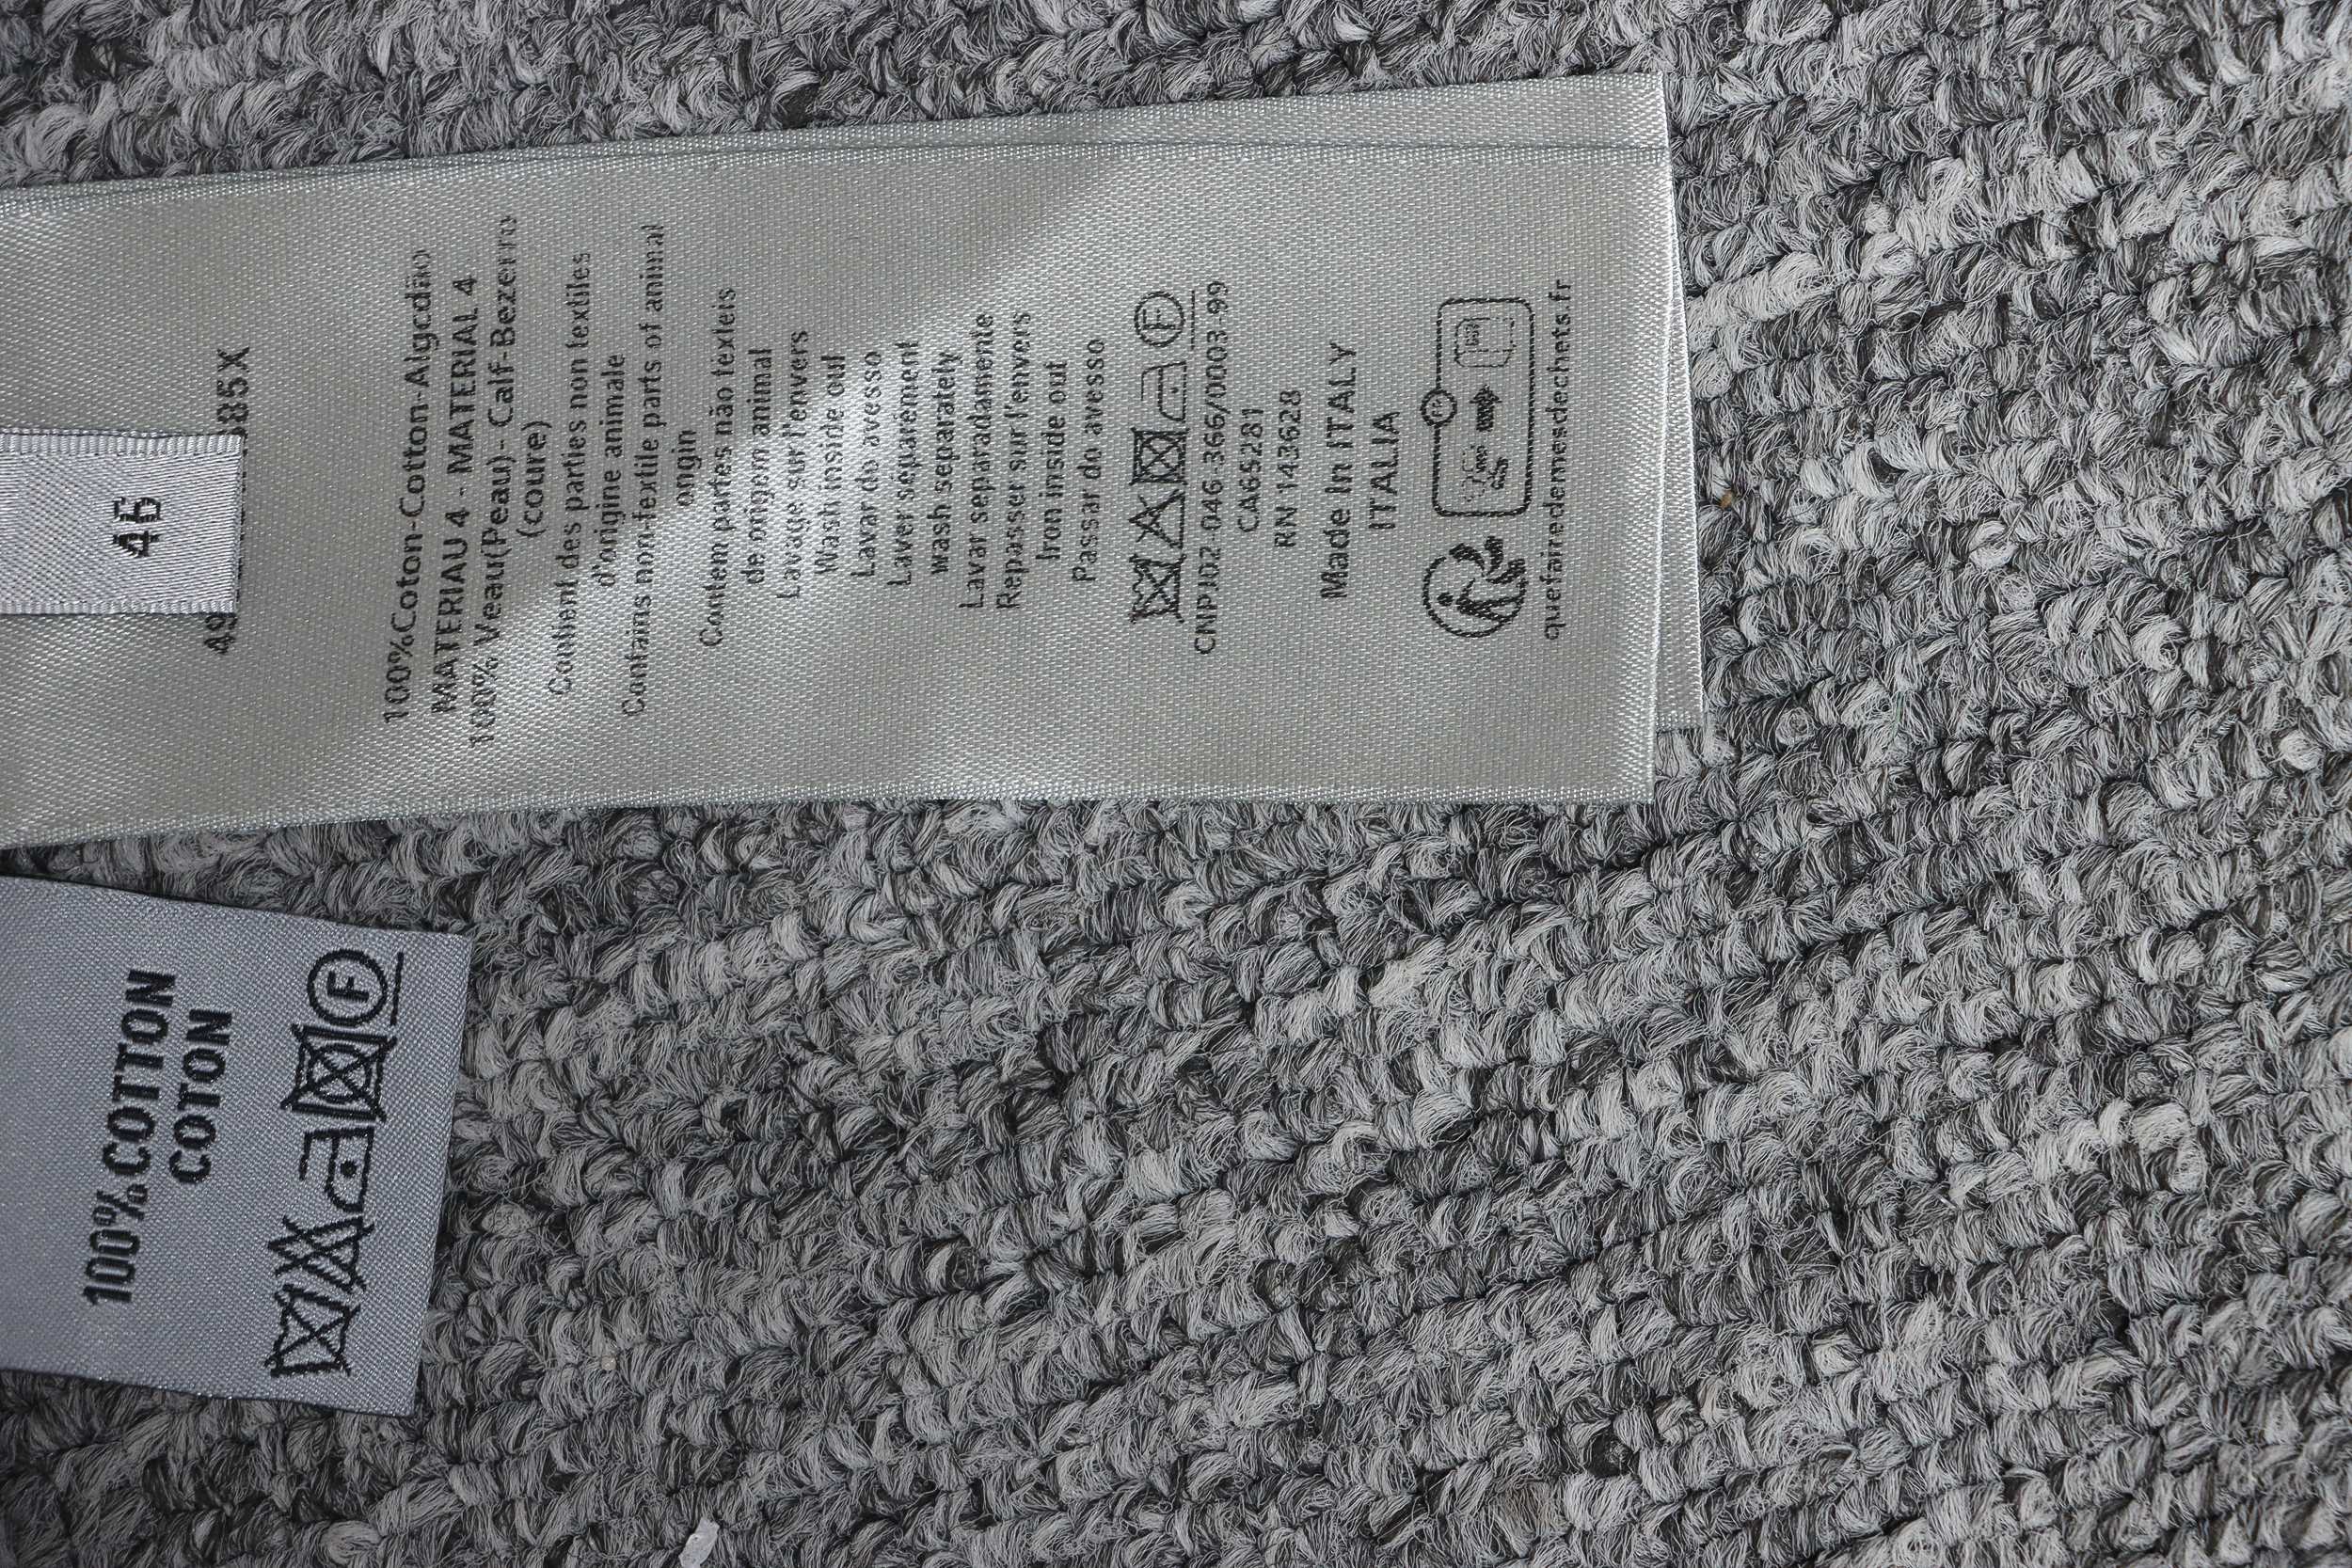 46
85X
100%Coton-Cotton-Algodão
MATERIAU 4 - MATERIAL 4
100% Veau(Peau) - Calf-Bezerro
(couro)
Contient des parties non textiles
d'origine animale
Contains non-textile parts of animal
origin
Contem partes não texteis
de origem animal
Lavage sur l'envers
Wash inside out
Lavar do avesso
Laver séparément
wash separately
Lavar separadamente
Repasser sur l'envers
Iron inside out
Passar do avesso
F
CNPJ02-046-366/0003-99
CA65281
RN 143628
Made In ITALY
ITALIA
quefairedemesdechets.fr
100% COTTON
COTON
F